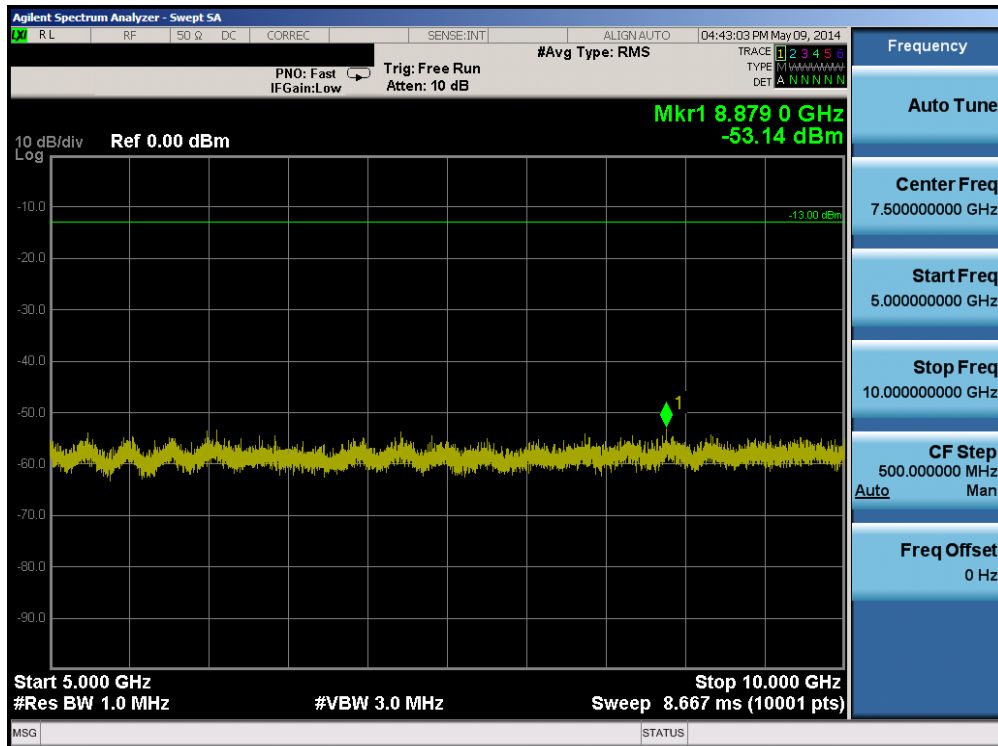 Agilent Spectrum Analyzer - Swept SA
LXI RL RF 50 Ω DC CORREC SENSE:INT ALIGNAUTO 04:43:03 PM May 09, 2014
#Avg Type: RMS TRACE 1 2 3 4 5 6
PNO: Fast Trig: Free Run TYPE M WWWWW
IFGain:Low Atten: 10 dB DET A N N N N N
Mkr1 8.879 0 GHz
10 dB/div Ref 0.00 dBm -53.14 dBm
Log
-10.0
-13.00 dBm
-20.0
-30.0
-40.0
1
-50.0
-60.0
-70.0
-80.0
-90.0
Start 5.000 GHz Stop 10.000 GHz
#Res BW 1.0 MHz #VBW 3.0 MHz Sweep 8.667 ms (10001 pts)
MSG STATUS
Frequency
Auto Tune
Center Freq
7.500000000 GHz
Start Freq
5.000000000 GHz
Stop Freq
10.000000000 GHz
CF Step
500.000000 MHz
Auto Man
Freq Offset
0 Hz